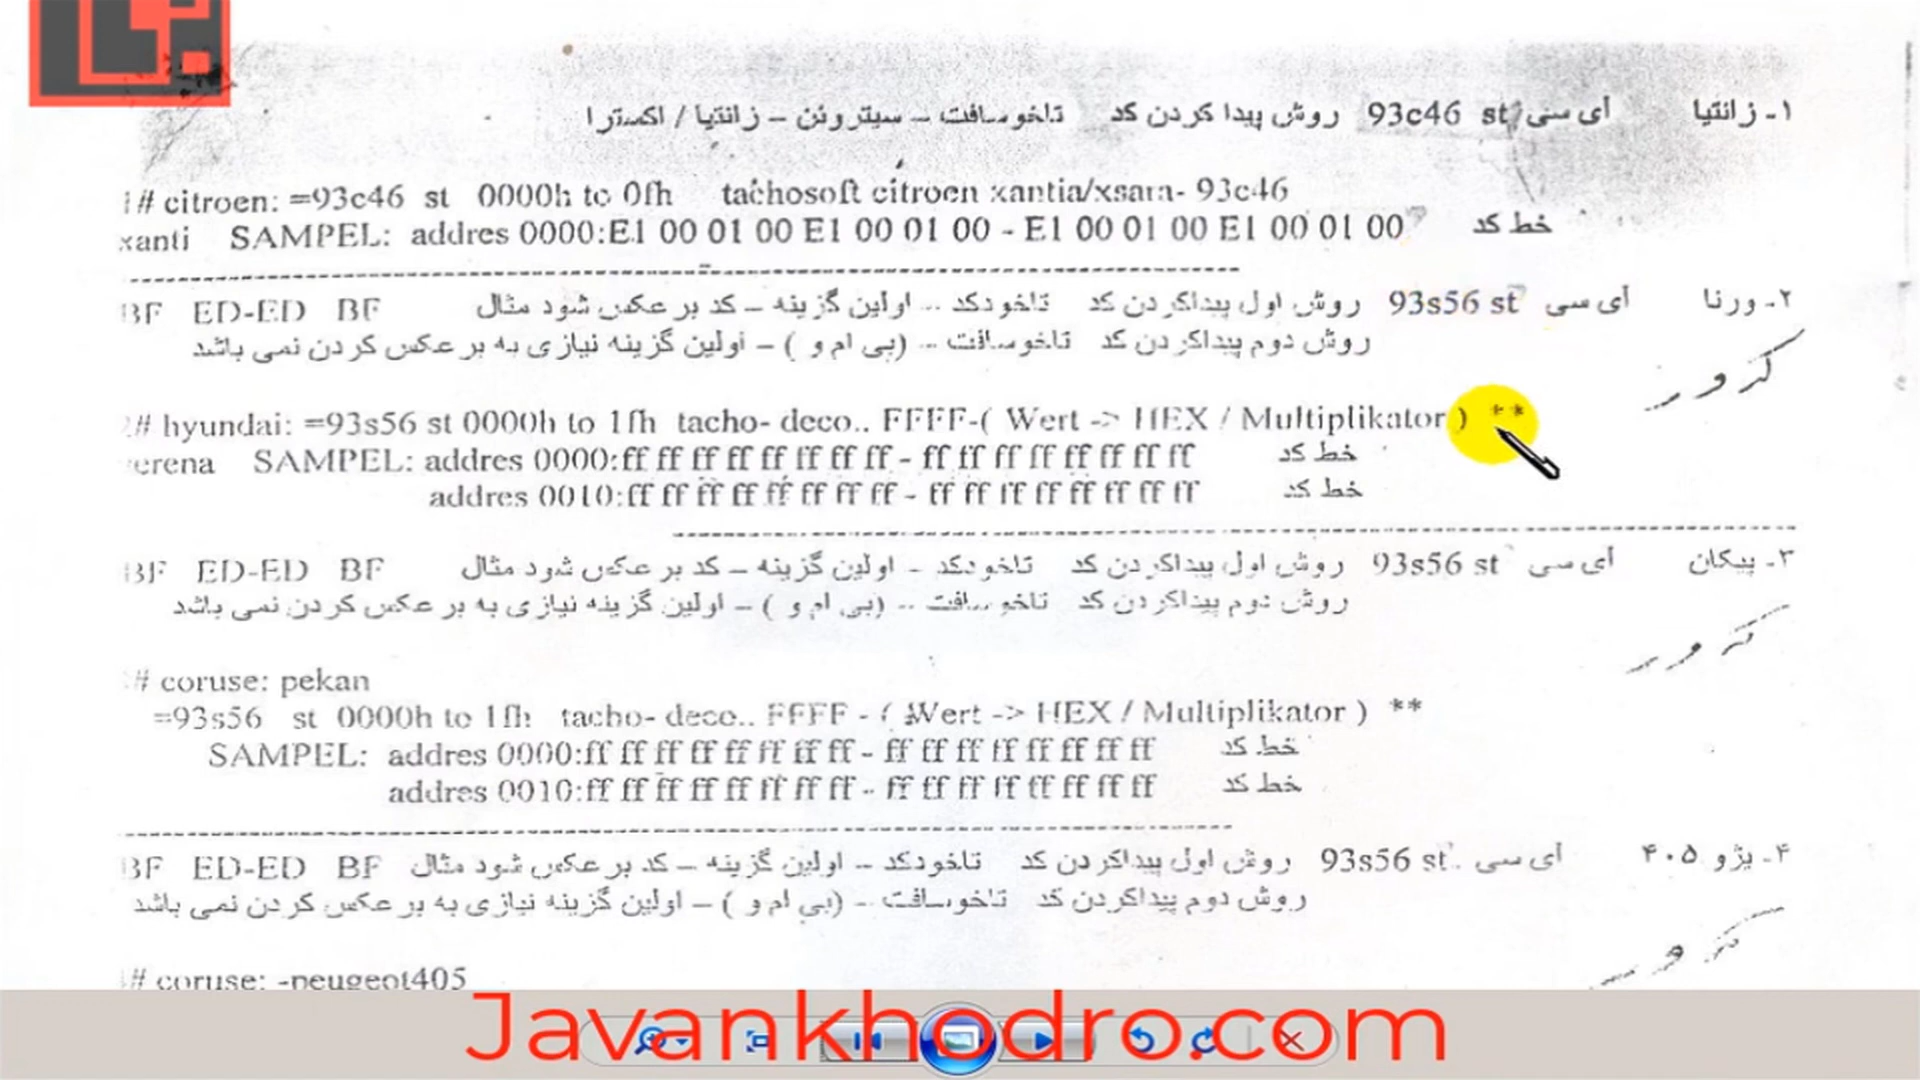 ۱- زانتیا آی سی 93c46 st روش پیدا کردن کد تاخوسافت – سیتروئن – زانتیا / اکسترا
1# citroen: =93c46 st 0000h to 0fh tachosoft citroen xantia/xsara- 93c46
xanti SAMPEL: addres 0000:E1 00 01 00 E1 00 01 00 - E1 00 01 00 E1 00 01 00 خط کد
۲- ورنا آی سی 93s56 st روش اول پیداکردن کد تاخودکد -- اولین گزینه – کد بر عکس شود مثال BF ED-ED BF
روش دوم پیداکردن کد تاخوسافت -- (بی ام و ) – اولین گزینه نیازی به بر عکس کردن نمی باشد
کرور
2# hyundai: =93s56 st 0000h to 1fh tacho- deco.. FFFF-( Wert -> HEX / Multiplikator ) **
verena SAMPEL: addres 0000:ff ff ff ff ff ff ff ff - ff ff ff ff ff ff ff ff خط کد
addres 0010:ff ff ff ff ff ff ff ff - ff ff ff ff ff ff ff ff خط کد
۳- پیکان آی سی 93s56 st روش اول پیداکردن کد تاخودکد - اولین گزینه – کد بر عکس شود مثال BF ED-ED BF
روش دوم پیداکردن کد تاخوسافت -- (بی ام و ) – اولین گزینه نیازی به بر عکس کردن نمی باشد
کرور
# coruse: pekan
=93s56 st 0000h to 1fh tacho- deco.. FFFF - ( Wert -> HEX / Multiplikator ) **
SAMPEL: addres 0000:ff ff ff ff ff ff ff ff - ff ff ff ff ff ff ff ff خط کد
addres 0010:ff ff ff ff ff ff ff ff - ff ff ff ff ff ff ff ff خط کد
۴- پژو ۴۰۵ آی سی 93s56 st روش اول پیداکردن کد تاخودکد -- اولین گزینه – کد بر عکس شود مثال BF ED-ED BF
روش دوم پیداکردن کد تاخوسافت -- (بی ام و ) – اولین گزینه نیازی به بر عکس کردن نمی باشد
کرور
# coruse: -peugeot405
Javankhodro.com